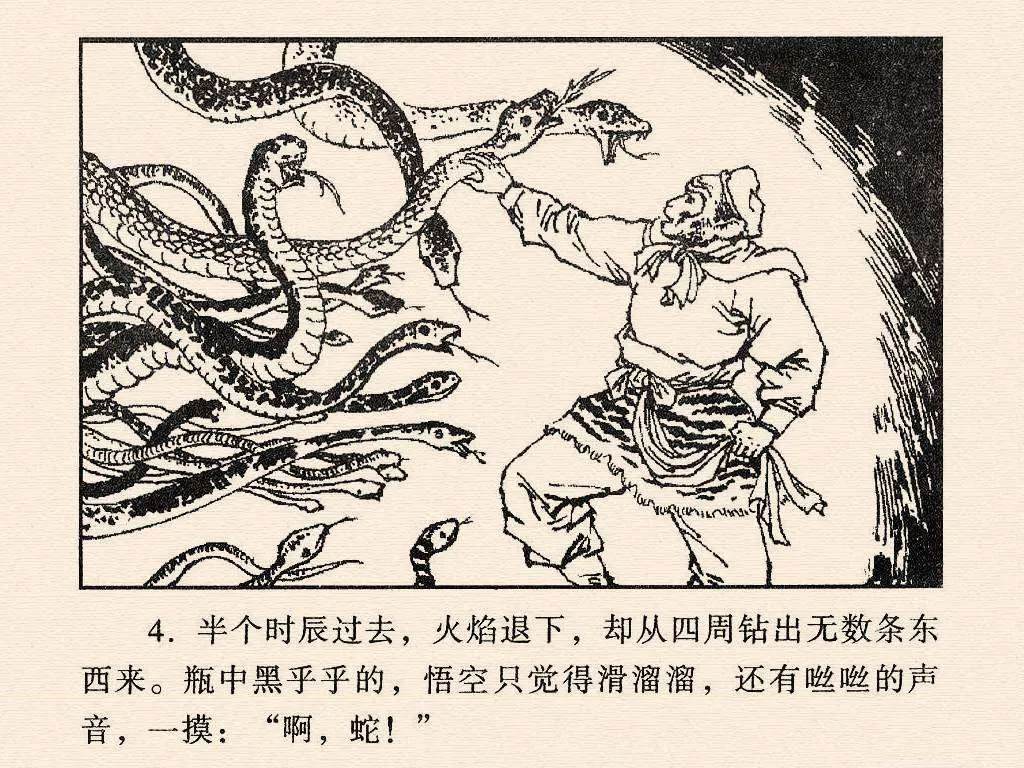 4. 半个时辰过去，火焰退下，却从四周钻出无数条东
西来。瓶中黑乎乎的，悟空只觉得滑溜溜，还有咝咝的声
音，一摸：“啊，蛇！”